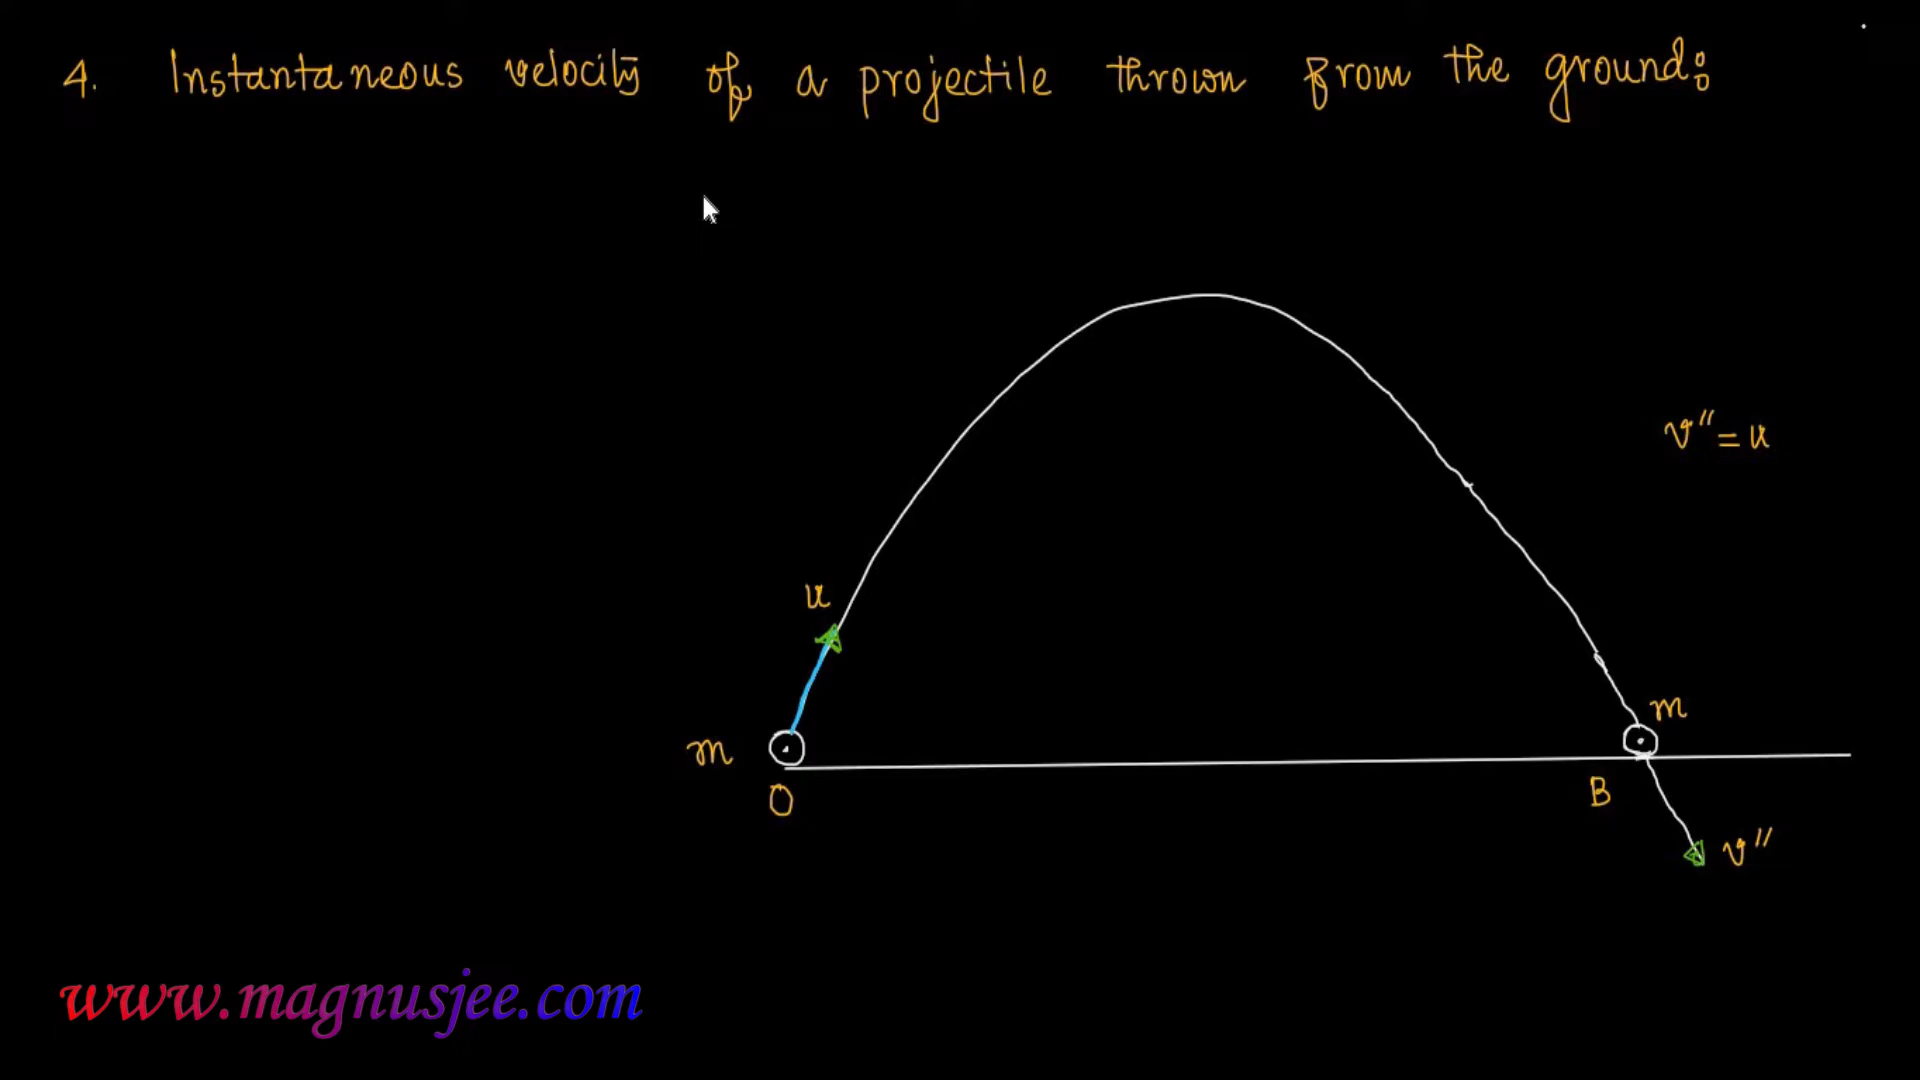 4. Instantaneous velocity of a projectile thrown from the ground:
v'' = u
u
m
m
O
B
v''
www.magnusjee.com